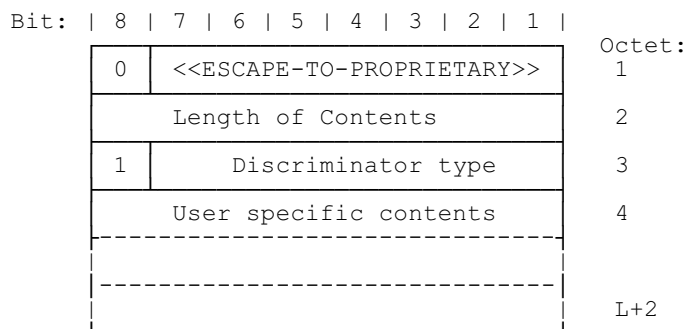 Bit: | 8 | 7 | 6 | 5 | 4 | 3 | 2 | 1 |
Octet:
0 <<ESCAPE-TO-PROPRIETARY>> 1
Length of Contents 2
1 Discriminator type 3
User specific contents 4
L+2